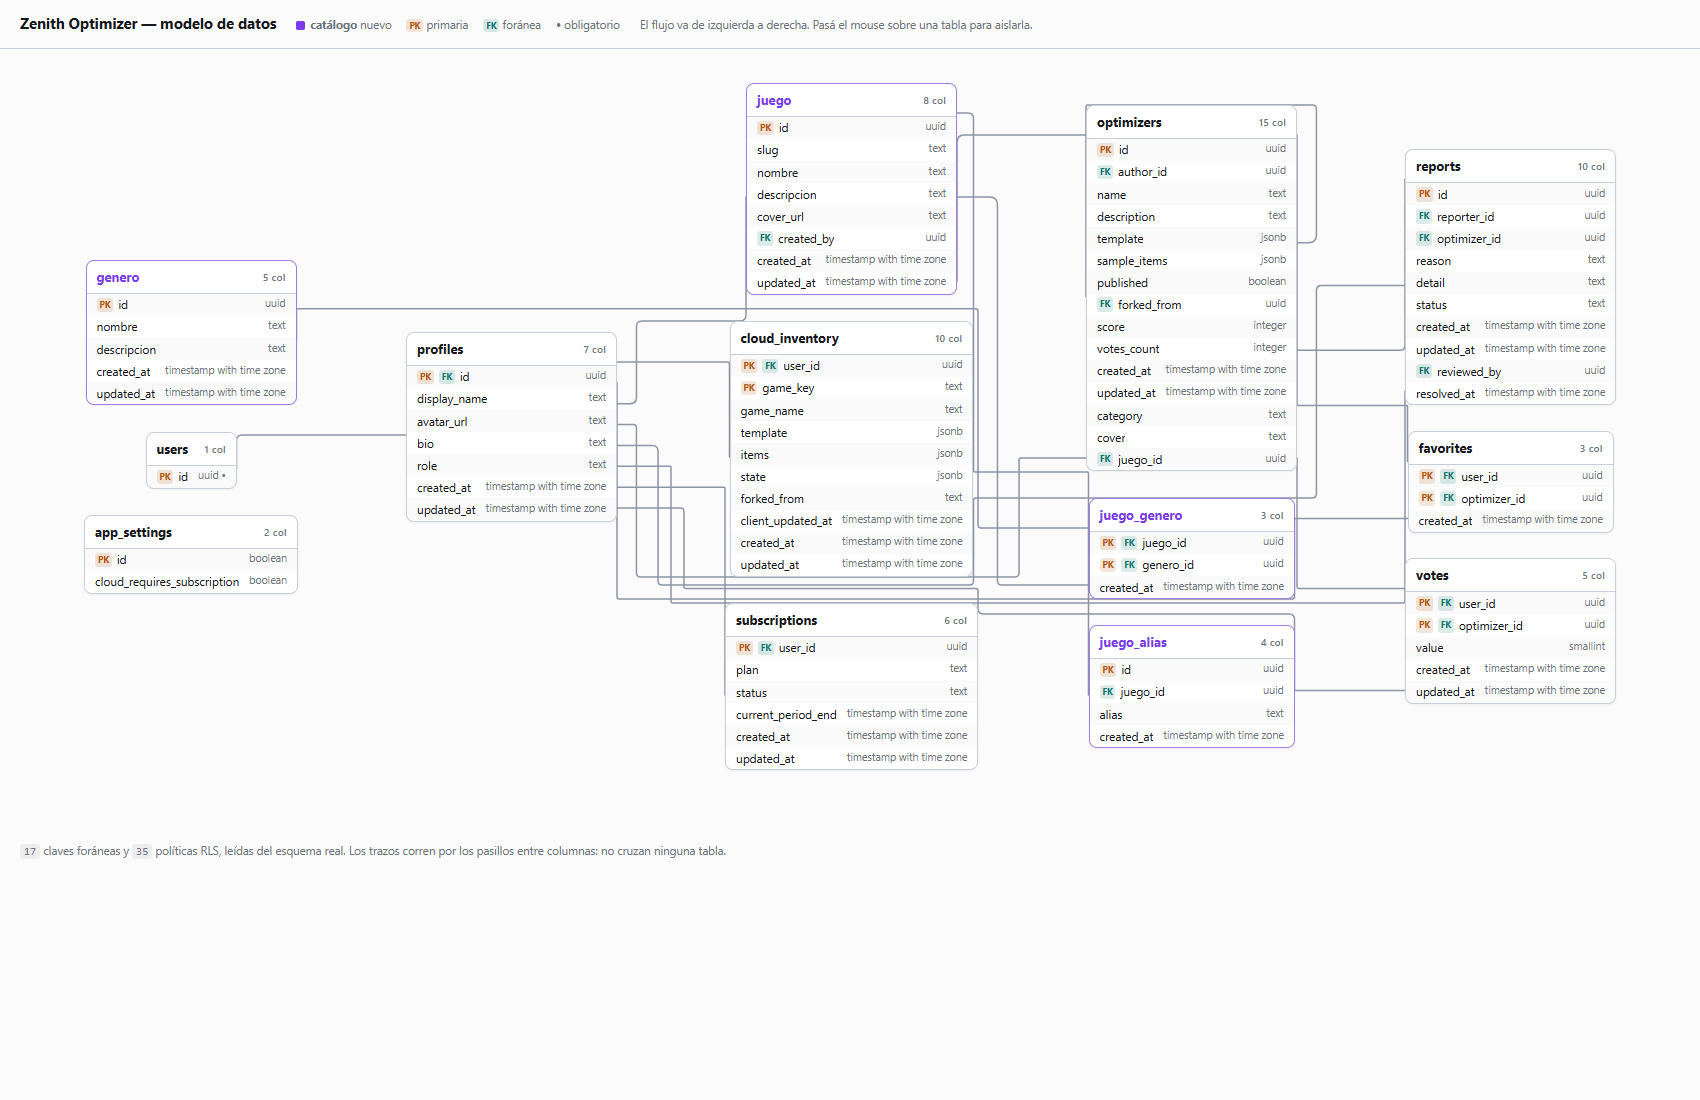 Zenith Optimizer — modelo de datos
catálogo nuevo PK primaria FK foránea • obligatorio El flujo va de izquierda a derecha. Pasá el mouse sobre una tabla para aislarla.
genero 5 col
PK id uuid
nombre text
descripcion text
created_at timestamp with time zone
updated_at timestamp with time zone
users 1 col
PK id uuid •
app_settings 2 col
PK id boolean
cloud_requires_subscription boolean
profiles 7 col
PK FK id uuid
display_name text
avatar_url text
bio text
role text
created_at timestamp with time zone
updated_at timestamp with time zone
juego 8 col
PK id uuid
slug text
nombre text
descripcion text
cover_url text
FK created_by uuid
created_at timestamp with time zone
updated_at timestamp with time zone
cloud_inventory 10 col
PK FK user_id uuid
PK game_key text
game_name text
template jsonb
items jsonb
state jsonb
forked_from text
client_updated_at timestamp with time zone
created_at timestamp with time zone
updated_at timestamp with time zone
subscriptions 6 col
PK FK user_id uuid
plan text
status text
current_period_end timestamp with time zone
created_at timestamp with time zone
updated_at timestamp with time zone
optimizers 15 col
PK id uuid
FK author_id uuid
name text
description text
template jsonb
sample_items jsonb
published boolean
FK forked_from uuid
score integer
votes_count integer
created_at timestamp with time zone
updated_at timestamp with time zone
category text
cover text
FK juego_id uuid
juego_genero 3 col
PK FK juego_id uuid
PK FK genero_id uuid
created_at timestamp with time zone
juego_alias 4 col
PK id uuid
FK juego_id uuid
alias text
created_at timestamp with time zone
reports 10 col
PK id uuid
FK reporter_id uuid
FK optimizer_id uuid
reason text
detail text
status text
created_at timestamp with time zone
updated_at timestamp with time zone
FK reviewed_by uuid
resolved_at timestamp with time zone
favorites 3 col
PK FK user_id uuid
PK FK optimizer_id uuid
created_at timestamp with time zone
votes 5 col
PK FK user_id uuid
PK FK optimizer_id uuid
value smallint
created_at timestamp with time zone
updated_at timestamp with time zone
17 claves foráneas y 35 políticas RLS, leídas del esquema real. Los trazos corren por los pasillos entre columnas: no cruzan ninguna tabla.